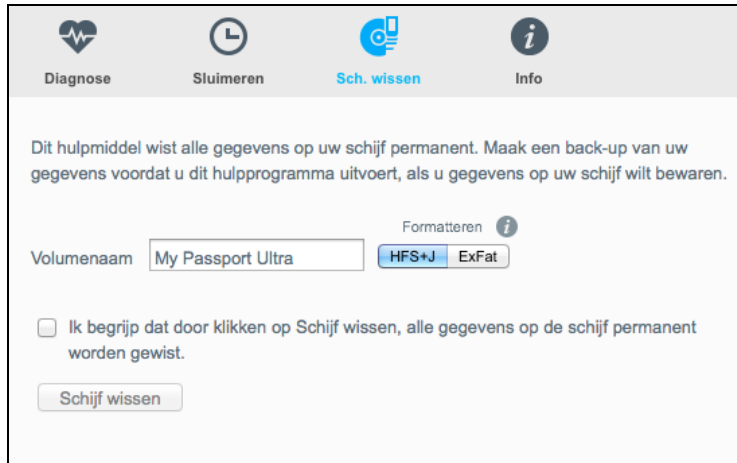 Diagnose Sluimeren Sch. wissen Info
Dit hulpmiddel wist alle gegevens op uw schijf permanent. Maak een back-up van uw
gegevens voordat u dit hulpprogramma uitvoert, als u gegevens op uw schijf wilt bewaren.
Formatteren i
Volumenaam My Passport Ultra HFS+J ExFat
Ik begrijp dat door klikken op Schijf wissen, alle gegevens op de schijf permanent
worden gewist.
Schijf wissen